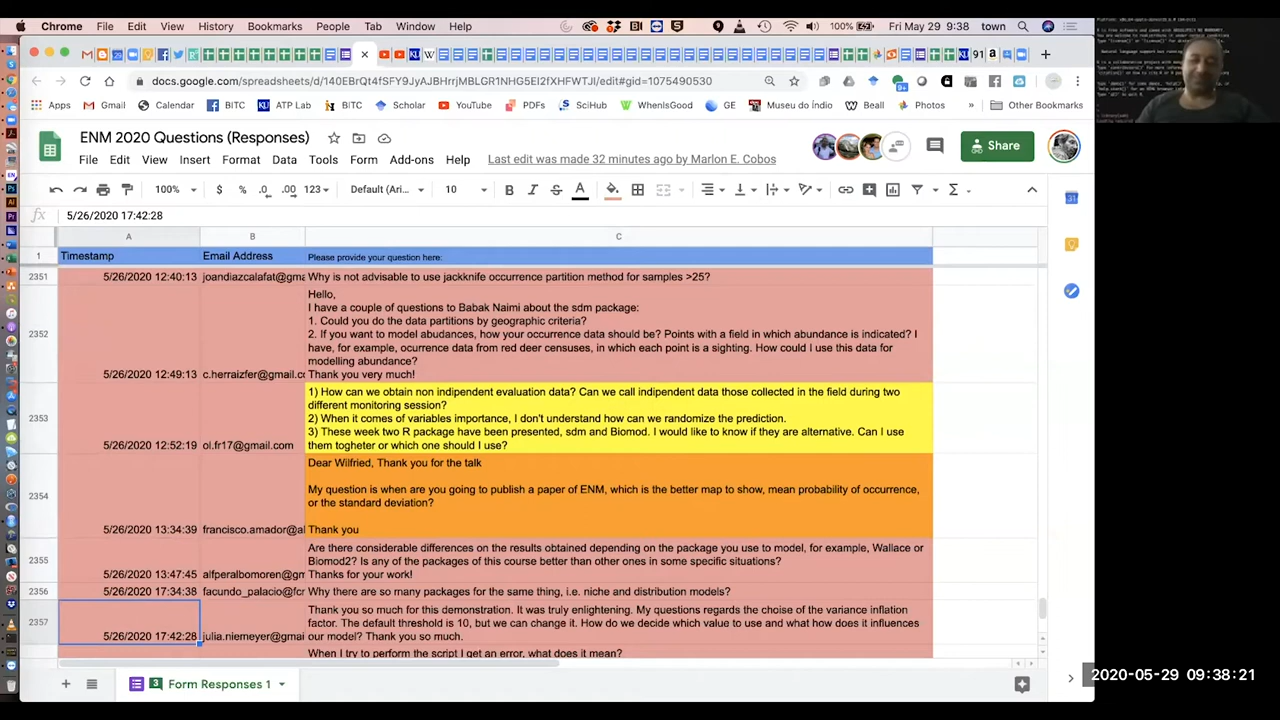 Chrome File Edit View History Bookmarks People Tab Window Help
100% Fri May 29 9:38 town
docs.google.com/spreadsheets/d/
/edit#gid=1075490530
Apps Gmail Calendar BITC ATP Lab BITC Scholar YouTube PDFs SciHub WhenIsGood GE Museu do Índio Avalle Photos » Other Bookmarks
ENM 2020 Questions (Responses)
Share
File Edit View Insert Format Data Tools Form Add-ons Help Last edit was made 32 minutes ago by Marlon E. Cobos
100% $ % .0 .00 123 Default (Ari... 10 B I S A
fx 5/26/2020 17:42:28
A B C
1 Timestamp Email Address Please provide your question here:
2351 5/26/2020 12:40:13 joandiazcalafat@gma Why is not advisable to use jackknife occurrence partition method for samples >25?
Hello,
I have a couple of questions to Babak Naimi about the sdm package:
1. Could you do the data partitions by geographic criteria?
2352 2. If you want to model abudances, how your occurrence data should be? Points with a field in which abundance is indicated? I
have, for example, ocurrence data from red deer censuses, in which each point is a sighting. How could I use this data for
modelling abundance?
5/26/2020 12:49:13 c.herraizfer@gmail.cc Thank you very much!
1) How can we obtain non indipendent evaluation data? Can we call indipendent data those collected in the field during two
different monitoring session?
2353 2) When it comes of variables importance, I don't understand how can we randomize the prediction.
3) These week two R package have been presented, sdm and Biomod. I would like to know if they are alternative. Can I use
5/26/2020 12:52:19 ol.fr17@gmail.com them togheter or which one should I use?
Dear Wilfried, Thank you for the talk
2354 My question is when are you going to publish a paper of ENM, which is the better map to show, mean probability of occurrence,
or the standard deviation?
5/26/2020 13:34:39 francisco.amador@al Thank you
Are there considerable differences on the results obtained depending on the package you use to model, for example, Wallace or
2355 Biomod2? Is any of the packages of this course better than other ones in some specific situations?
5/26/2020 13:47:45 alfperalbomoren@gm Thanks for your work!
2356 5/26/2020 17:34:38 facundo_palacio@fcr Why there are so many packages for the same thing, i.e. niche and distribution models?
Thank you so much for this demonstration. It was truly enlightening. My questions regards the choise of the variance inflation
2357 factor. The default threshold is 10, but we can change it. How do we decide which value to use and what how does it influences
5/26/2020 17:42:28 julia.niemeyer@gmai our model? Thank you so much.
When I try to perform the script I get an error, what does it mean?
3 Form Responses 1
2020-05-29 09:38:21